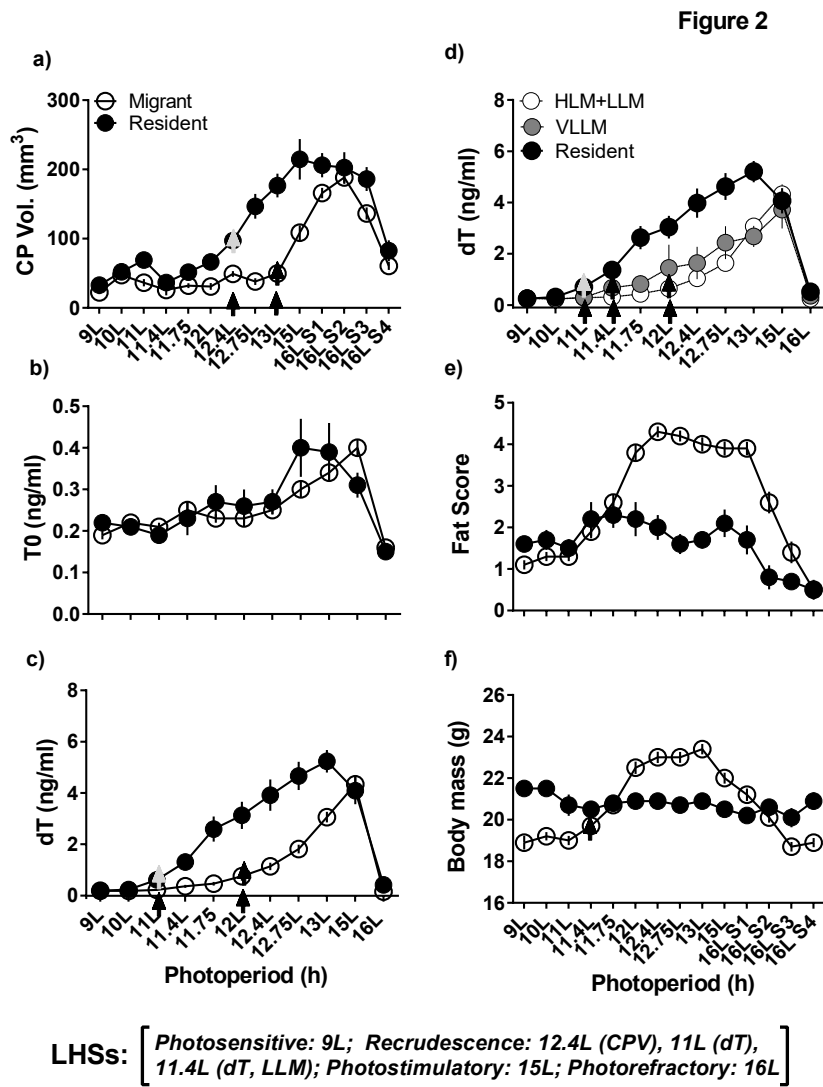 Figure 2
a)
Migrant
Resident
CP Vol. (mm³)
300
200
100
0
9L
10L
11L
11.4L
11.75
12L
12.4L
12.75L
13L
15L
16L S1
16L S2
16L S3
16L S4
b)
T0 (ng/ml)
0.5
0.4
0.3
0.2
0.1
0.0
c)
dT (ng/ml)
8
6
4
2
0
9L
10L
11L
11.4L
11.75
12L
12.4L
12.75L
13L
15L
16L
Photoperiod (h)
d)
HLM+LLM
VLLM
Resident
dT (ng/ml)
8
6
4
2
0
9L
10L
11L
11.4L
11.75
12L
12.4L
12.75L
13L
15L
16L
e)
Fat Score
5
4
3
2
1
0
f)
Body mass (g)
26
24
22
20
18
16
9L
10L
11L
11.4L
11.75
12L
12.4L
12.75L
13L
15L
16L S1
16L S2
16L S3
16L S4
Photoperiod (h)
LHSs:
Photosensitive: 9L; Recrudescence: 12.4L (CPV), 11L (dT),
11.4L (dT, LLM); Photostimulatory: 15L; Photorefractory: 16L